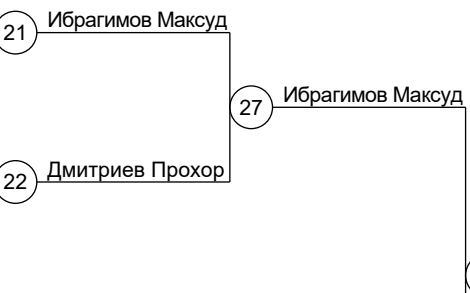 21 Ибрагимов Максуд
27 Ибрагимов Максуд
22 Дмитриев Прохор